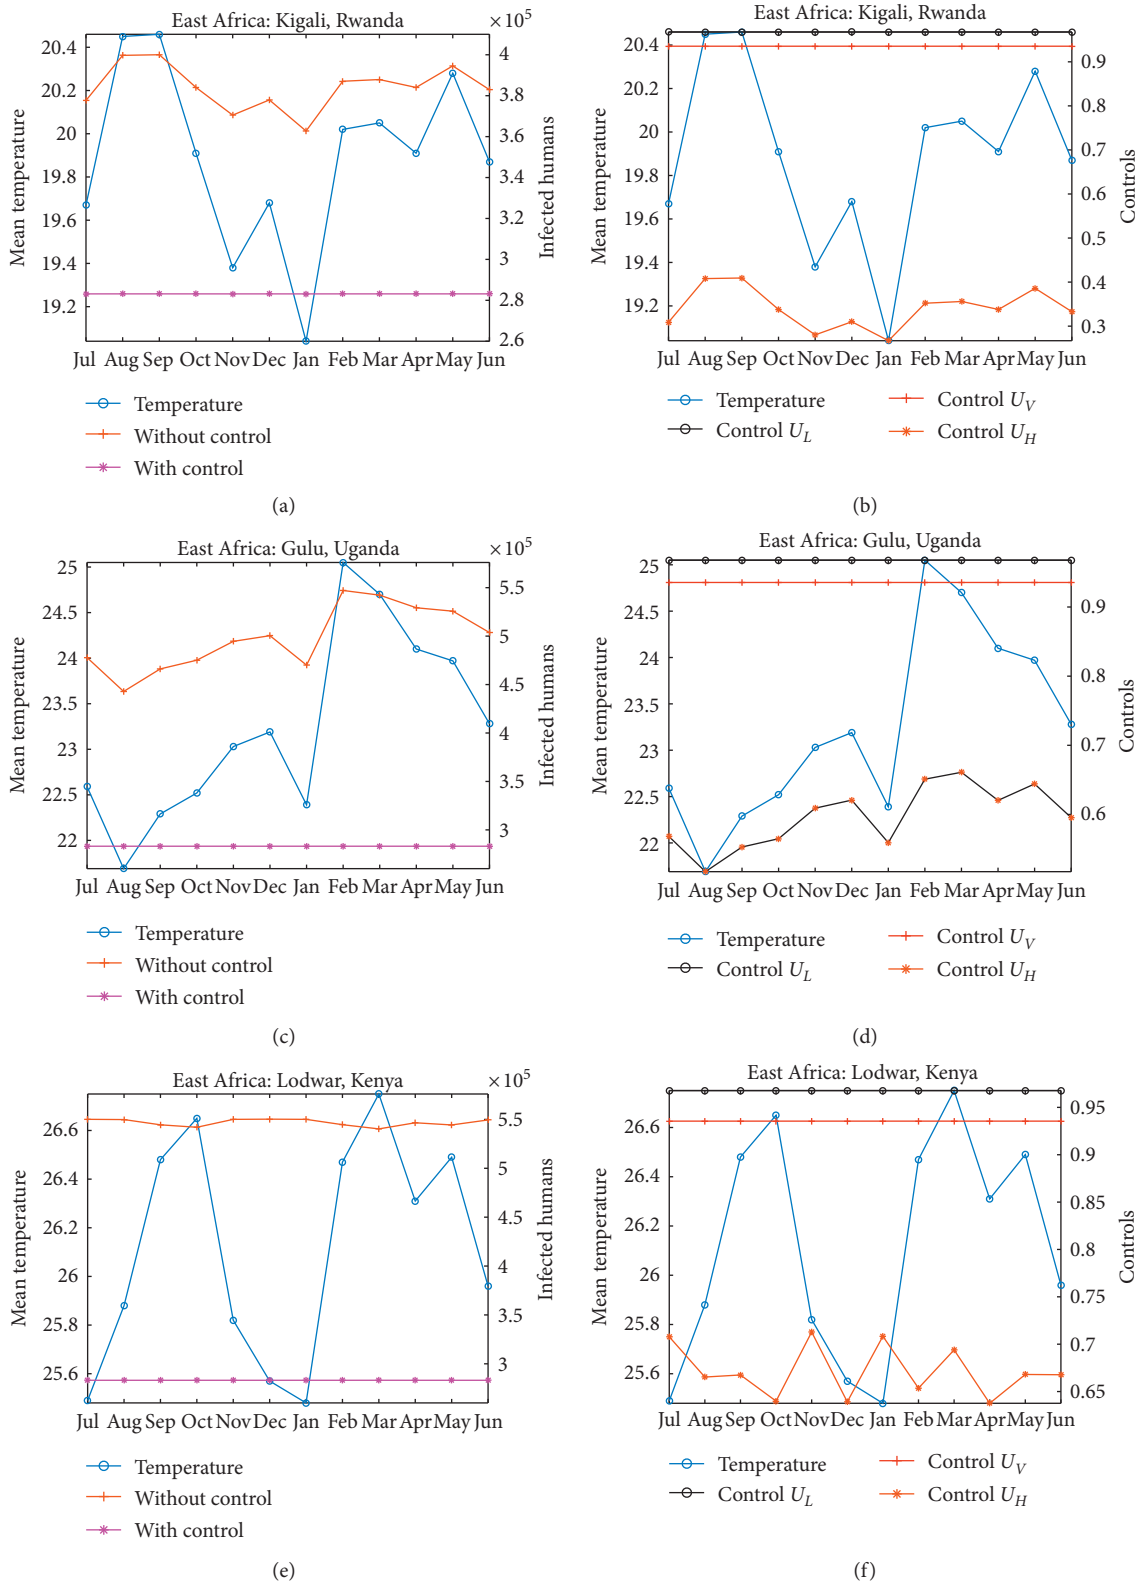 East Africa: Kigali, Rwanda
× 10⁵
20.4
20.2
20
19.8
19.6
19.4
19.2
Mean temperature
4
3.8
3.6
3.4
3.2
3
2.8
2.6
Infected humans
Jul Aug Sep Oct Nov Dec Jan Feb Mar Apr May Jun
Temperature
Without control
With control
(a)
East Africa: Kigali, Rwanda
20.4
20.2
20
19.8
19.6
19.4
19.2
Mean temperature
0.9
0.8
0.7
0.6
0.5
0.4
0.3
Controls
Jul Aug Sep Oct Nov Dec Jan Feb Mar Apr May Jun
Temperature
Control U_L
Control U_V
Control U_H
(b)
East Africa: Gulu, Uganda
× 10⁵
25
24.5
24
23.5
23
22.5
22
Mean temperature
5.5
5
4.5
4
3.5
3
Infected humans
Jul Aug Sep Oct Nov Dec Jan Feb Mar Apr May Jun
Temperature
Without control
With control
(c)
East Africa: Gulu, Uganda
25
24.5
24
23.5
23
22.5
22
Mean temperature
0.9
0.8
0.7
0.6
Controls
Jul Aug Sep Oct Nov Dec Jan Feb Mar Apr May Jun
Temperature
Control U_L
Control U_V
Control U_H
(d)
East Africa: Lodwar, Kenya
× 10⁵
26.6
26.4
26.2
26
25.8
25.6
Mean temperature
5.5
5
4.5
4
3.5
3
Infected humans
Jul Aug Sep Oct Nov Dec Jan Feb Mar Apr May Jun
Temperature
Without control
With control
(e)
East Africa: Lodwar, Kenya
26.6
26.4
26.2
26
25.8
25.6
Mean temperature
0.95
0.9
0.85
0.8
0.75
0.7
0.65
Controls
Jul Aug Sep Oct Nov Dec Jan Feb Mar Apr May Jun
Temperature
Control U_L
Control U_V
Control U_H
(f)